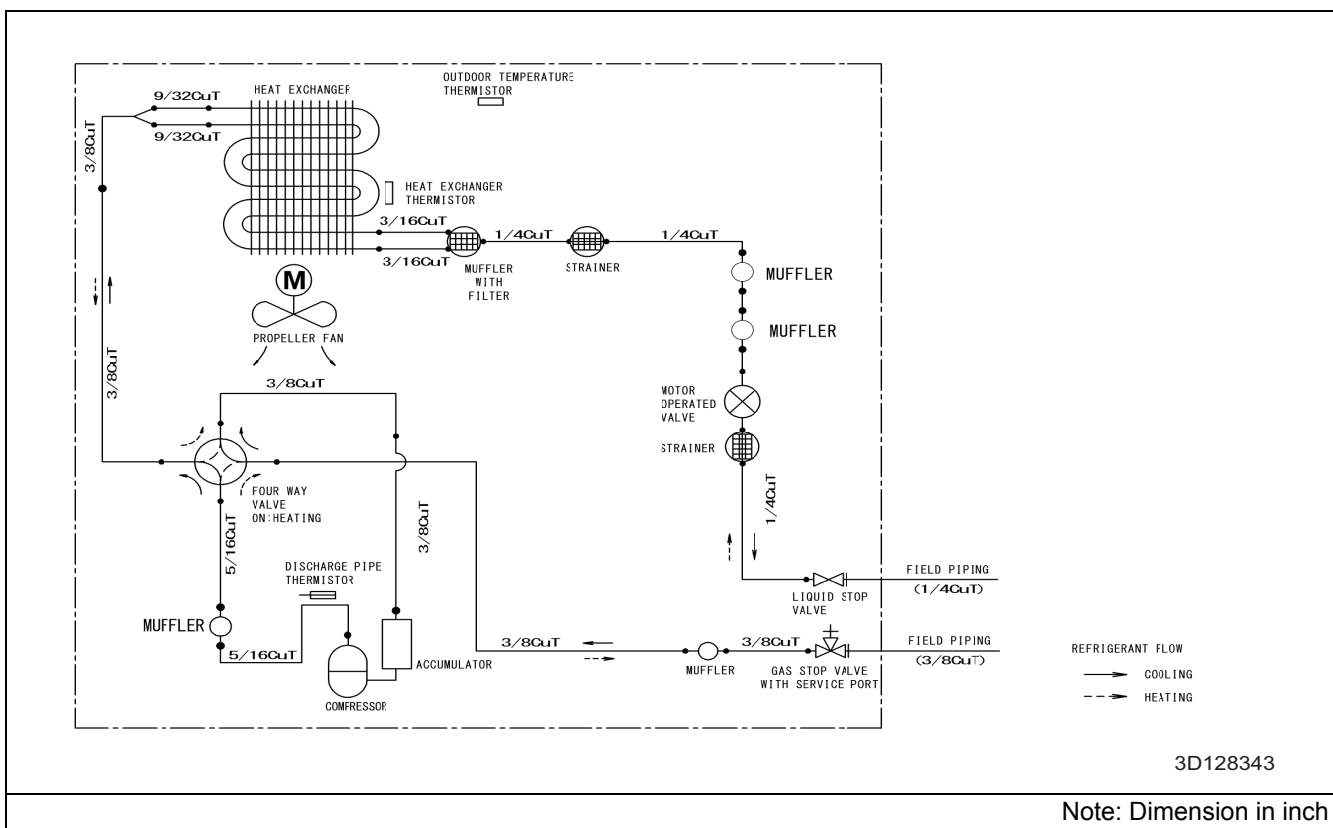 OUTDOOR TEMPERATURE
THERMISTOR
9/32CuT
HEAT EXCHANGER
9/32CuT
3/8CuT
HEAT EXCHANGER
THERMISTOR
3/16CuT
3/16CuT
1/4CuT
1/4CuT
MUFFLER
WITH
FILTER
STRAINER
MUFFLER
MUFFLER
M
PROPELLER FAN
3/8CuT
3/8CuT
MOTOR
OPERATED
VALVE
STRAINER
FOUR WAY
VALVE
ON:HEATING
5/16CuT
3/8CuT
1/4CuT
DISCHARGE PIPE
THERMISTOR
FIELD PIPING
(1/4CuT)
LIQUID STOP
VALVE
MUFFLER
5/16CuT
ACCUMULATOR
COMFRESSOR
3/8CuT
MUFFLER
3/8CuT
GAS STOP VALVE
WITH SERVICE PORT
FIELD PIPING
(3/8CuT)
REFRIGERANT FLOW
COOLING
HEATING
3D128343
Note: Dimension in inch